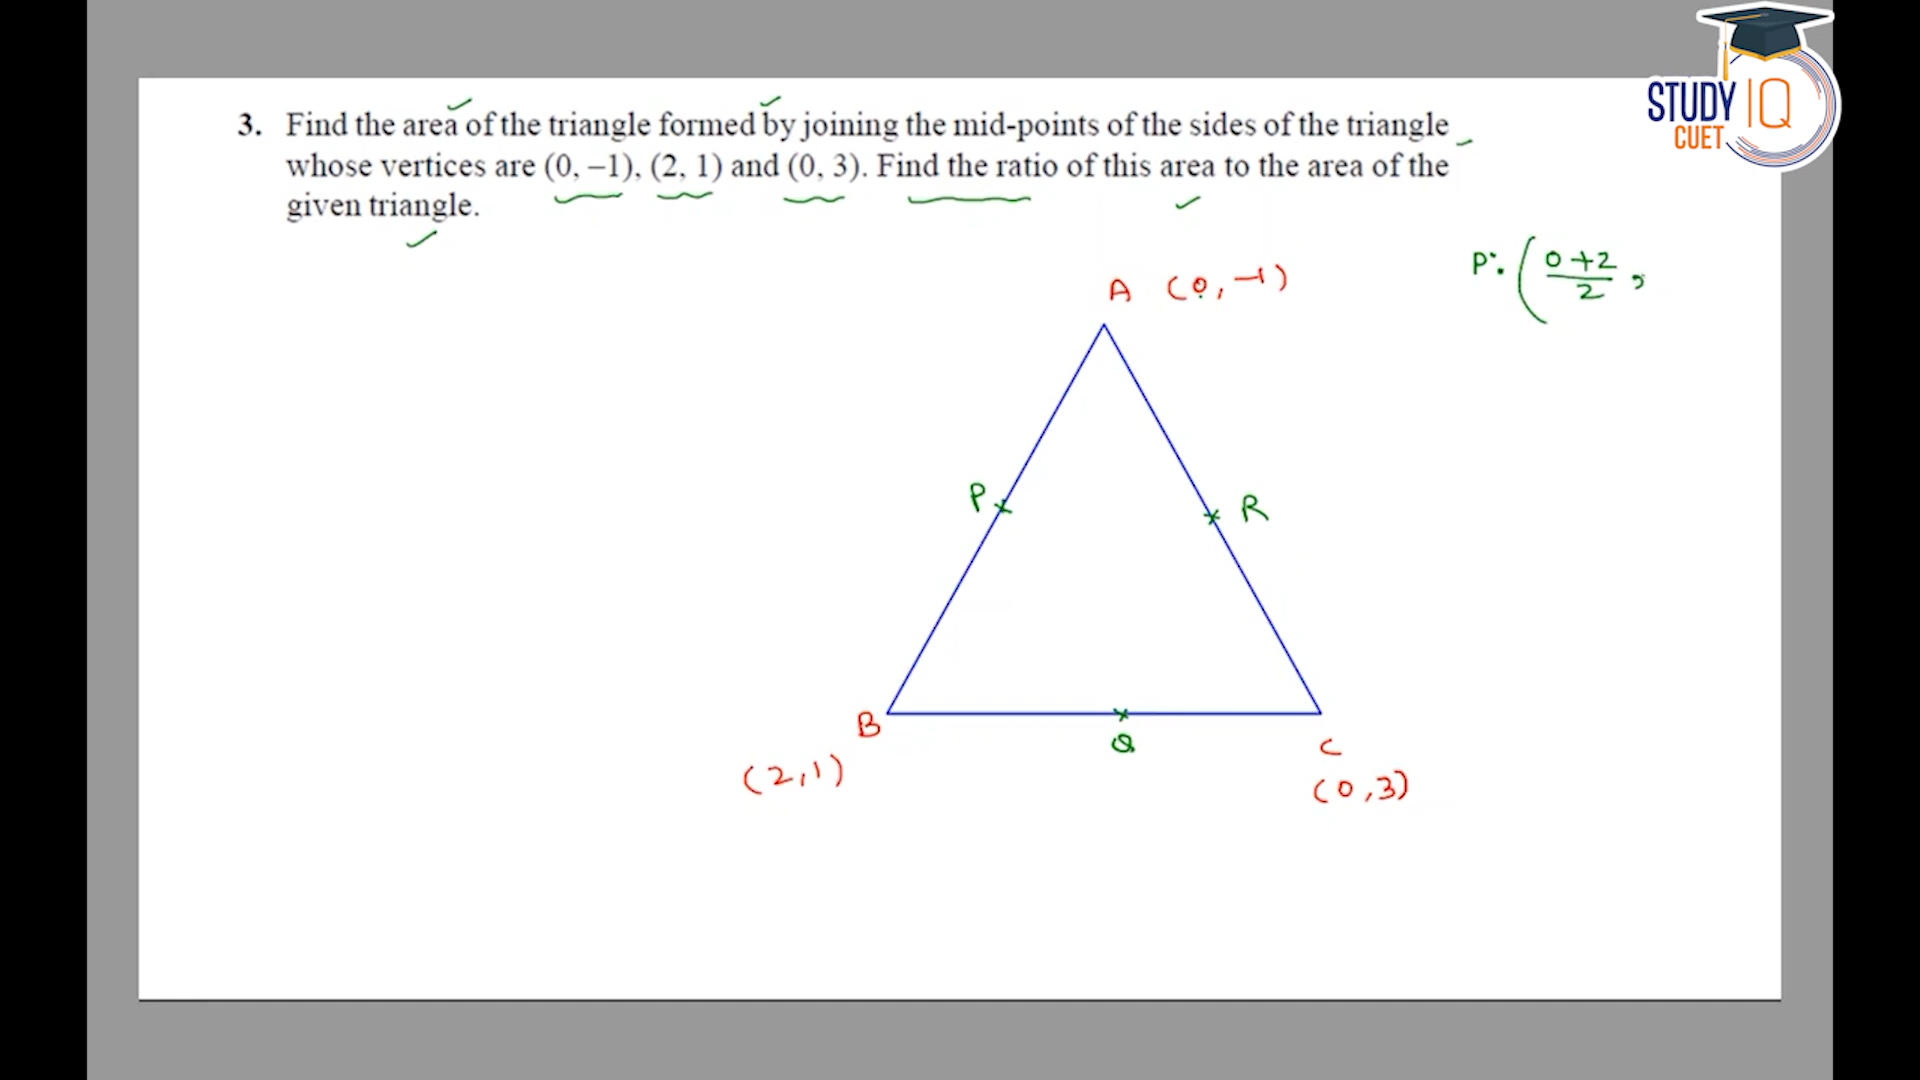 STUDY IQ
CUET
3. Find the area of the triangle formed by joining the mid-points of the sides of the triangle
whose vertices are (0, –1), (2, 1) and (0, 3). Find the ratio of this area to the area of the
given triangle.
P: (0+2/2 ,
A (0, -1)
P
R
B
Q
C
(2,1)
(0,3)